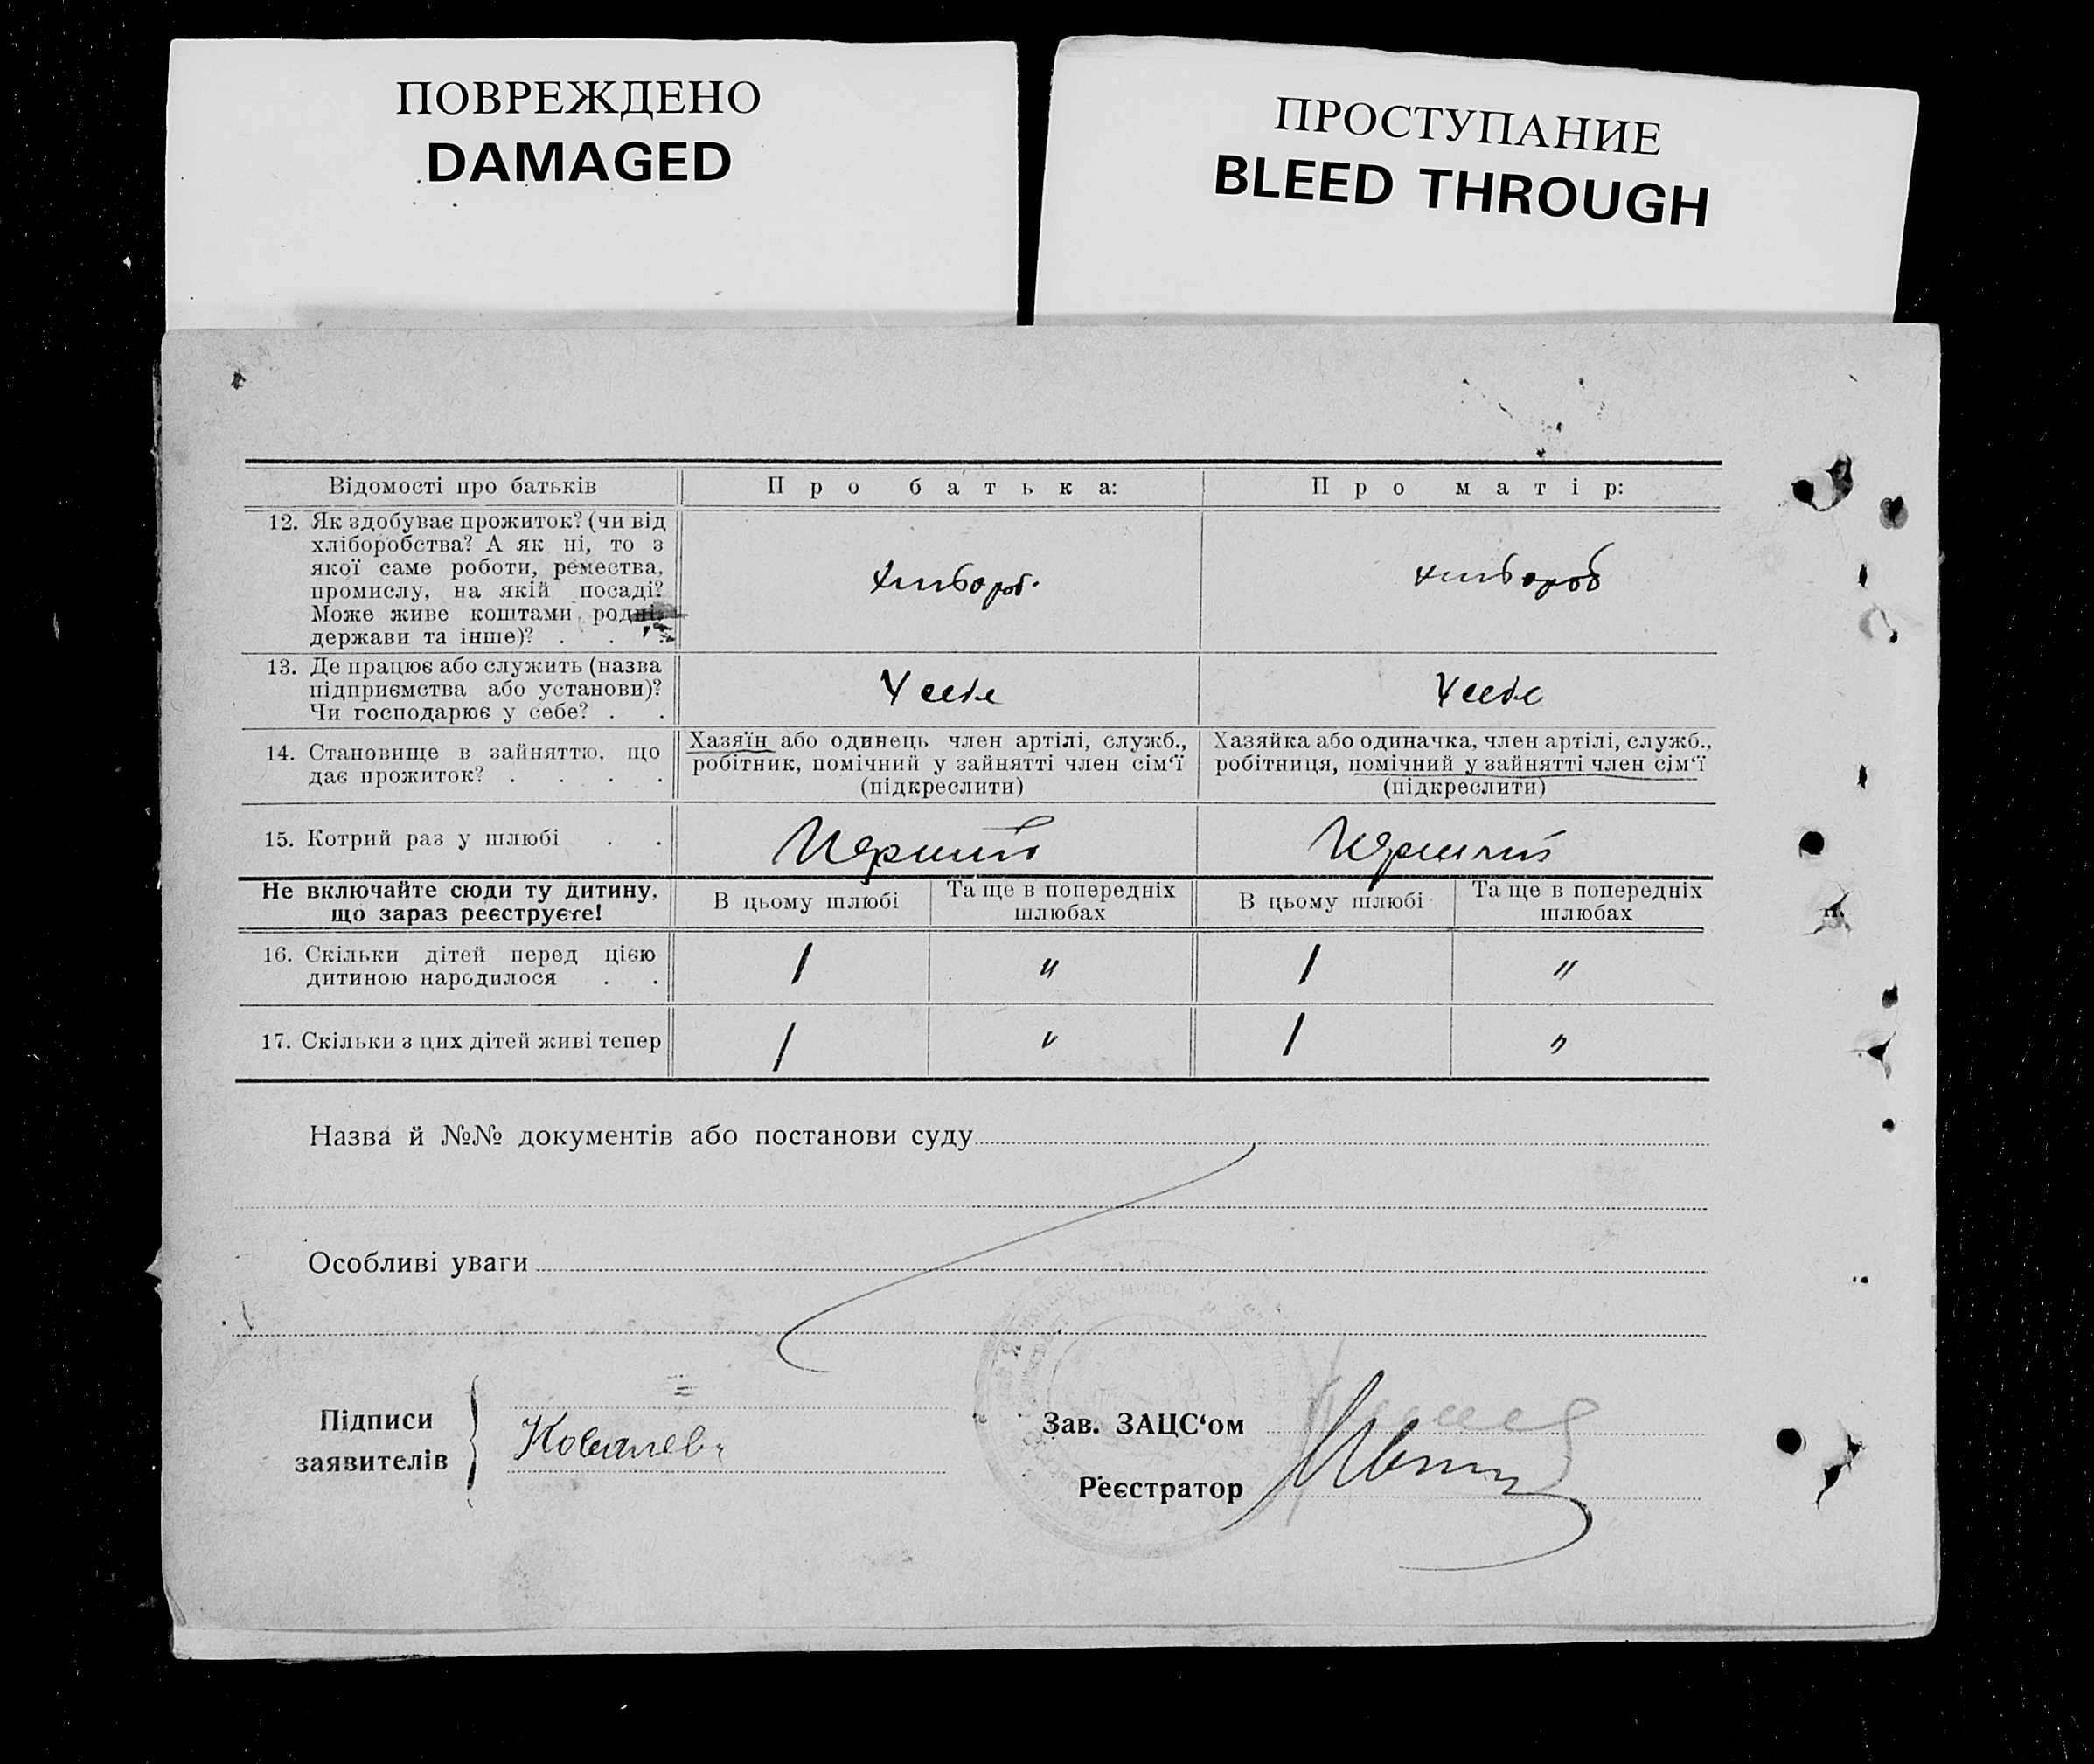 ПОВРЕЖДЕНО
DAMAGED
ПРОСТУПАНИЕ
BLEED THROUGH
Відомості про батьків
Про батька:
Про матір:
12. Як здобуває прожиток? (чи від
хліборобства? А як ні, то з
якої саме роботи, ремества,
промислу, на якій посаді?
Може живе коштами родні,
держави та інше)? . . .
хлібороб.
хлібороб
13. Де працює або служить (назва
підприємства або установи)?
Чи господарює у себе? . .
У себе
У себе
14. Становище в зайняттю, що
дає прожиток? . . . .
Хазяїн або одинець член артілі, служб.,
робітник, помічний у зайнятті член сім‘ї
(підкреслити)
Хазяйка або одиначка, член артілі, служб.,
робітниця, помічний у зайнятті член сім‘ї
(підкреслити)
15. Котрий раз у шлюбі . .
Перший
Перший
Не включайте сюди ту дитину,
що зараз реєструєте!
В цьому шлюбі
Та ще в попередніх
шлюбах
В цьому шлюбі
Та ще в попередніх
шлюбах
16. Скільки дітей перед цією
дитиною народилося . .
1 " 1 "
17. Скільки з цих дітей живі тепер
1 " 1 "
Назва й №№ документів або постанови суду
Особливі уваги
Підписи
заявителів
Зав. ЗАЦС‘ом
Реєстратор